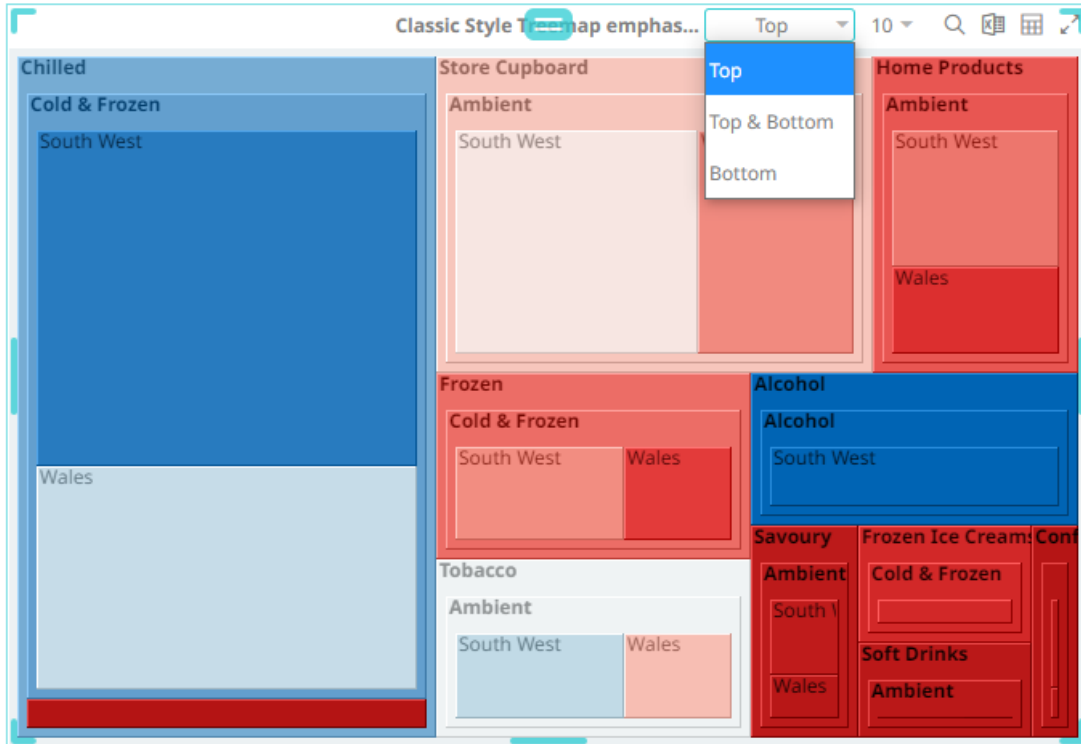 Classic Style Treemap emphas...
Top
10
Top
Top & Bottom
Bottom
Chilled
Cold & Frozen
South West
Wales
Store Cupboard
Ambient
South West
Home Products
Ambient
South West
Wales
Frozen
Cold & Frozen
South West
Wales
Alcohol
Alcohol
South West
Tobacco
Ambient
South West
Wales
Savoury
Ambient
South
Wales
Frozen Ice Creams
Cold & Frozen
Soft Drinks
Ambient
Conf